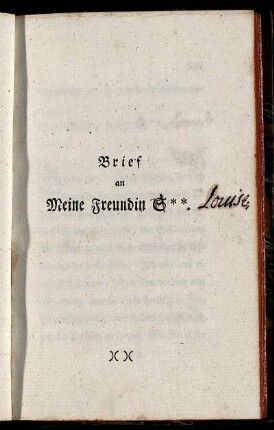 Brief
an
Meine Freundin S**. Louise,